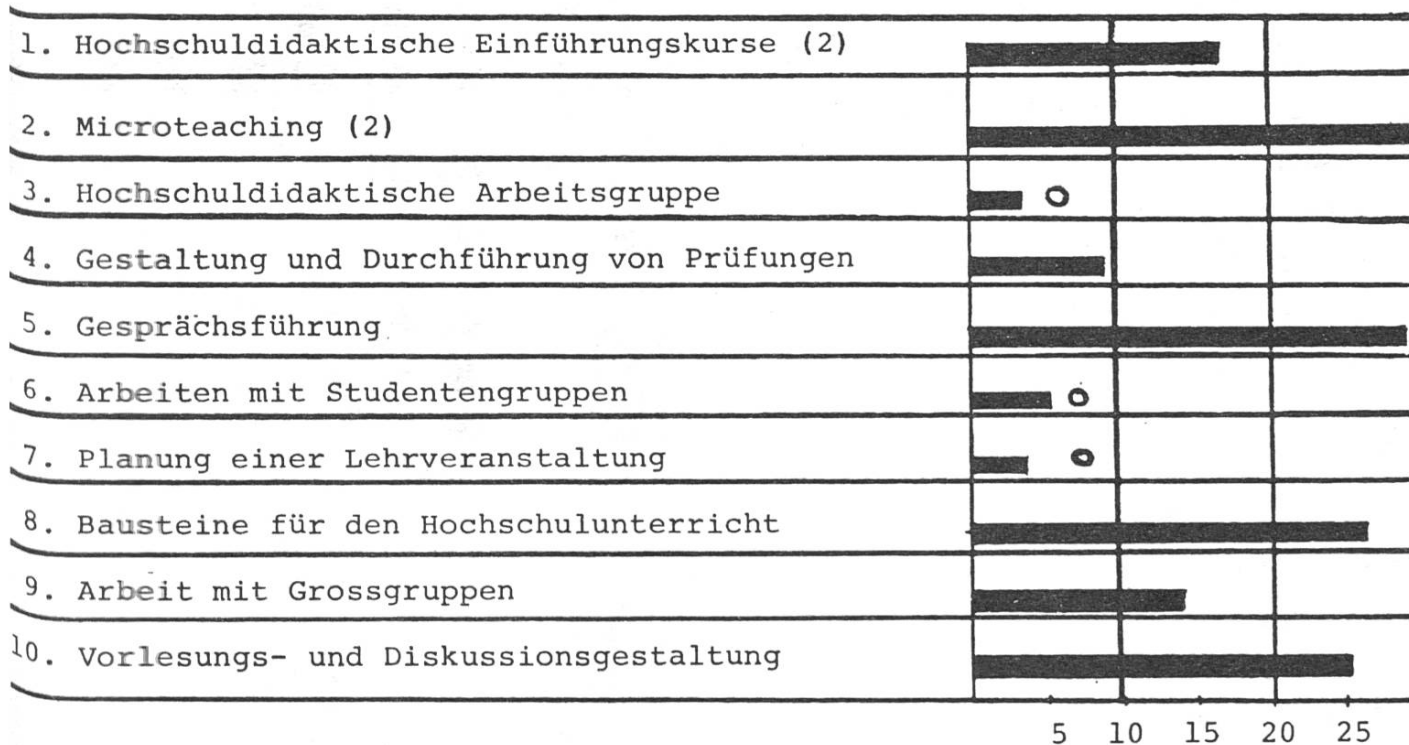 1. Hochschuldidaktische Einführungskurse (2)
2. Microteaching (2)
3. Hochschuldidaktische Arbeitsgruppe
4. Gestaltung und Durchführung von Prüfungen
5. Gesprächsführung
6. Arbeiten mit Studentengruppen
7. Planung einer Lehrveranstaltung
8. Bausteine für den Hochschulunterricht
9. Arbeit mit Grossgruppen
10. Vorlesungs- und Diskussionsgestaltung
5 10 15 20 25